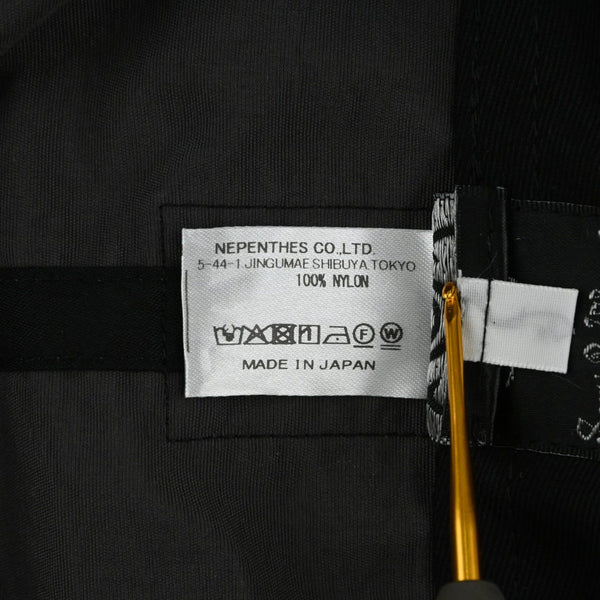 NEPENTHES CO.,LTD.
5-44-1 JINGUMAE SHIBUYA TOKYO
100% NYLON
MADE IN JAPAN